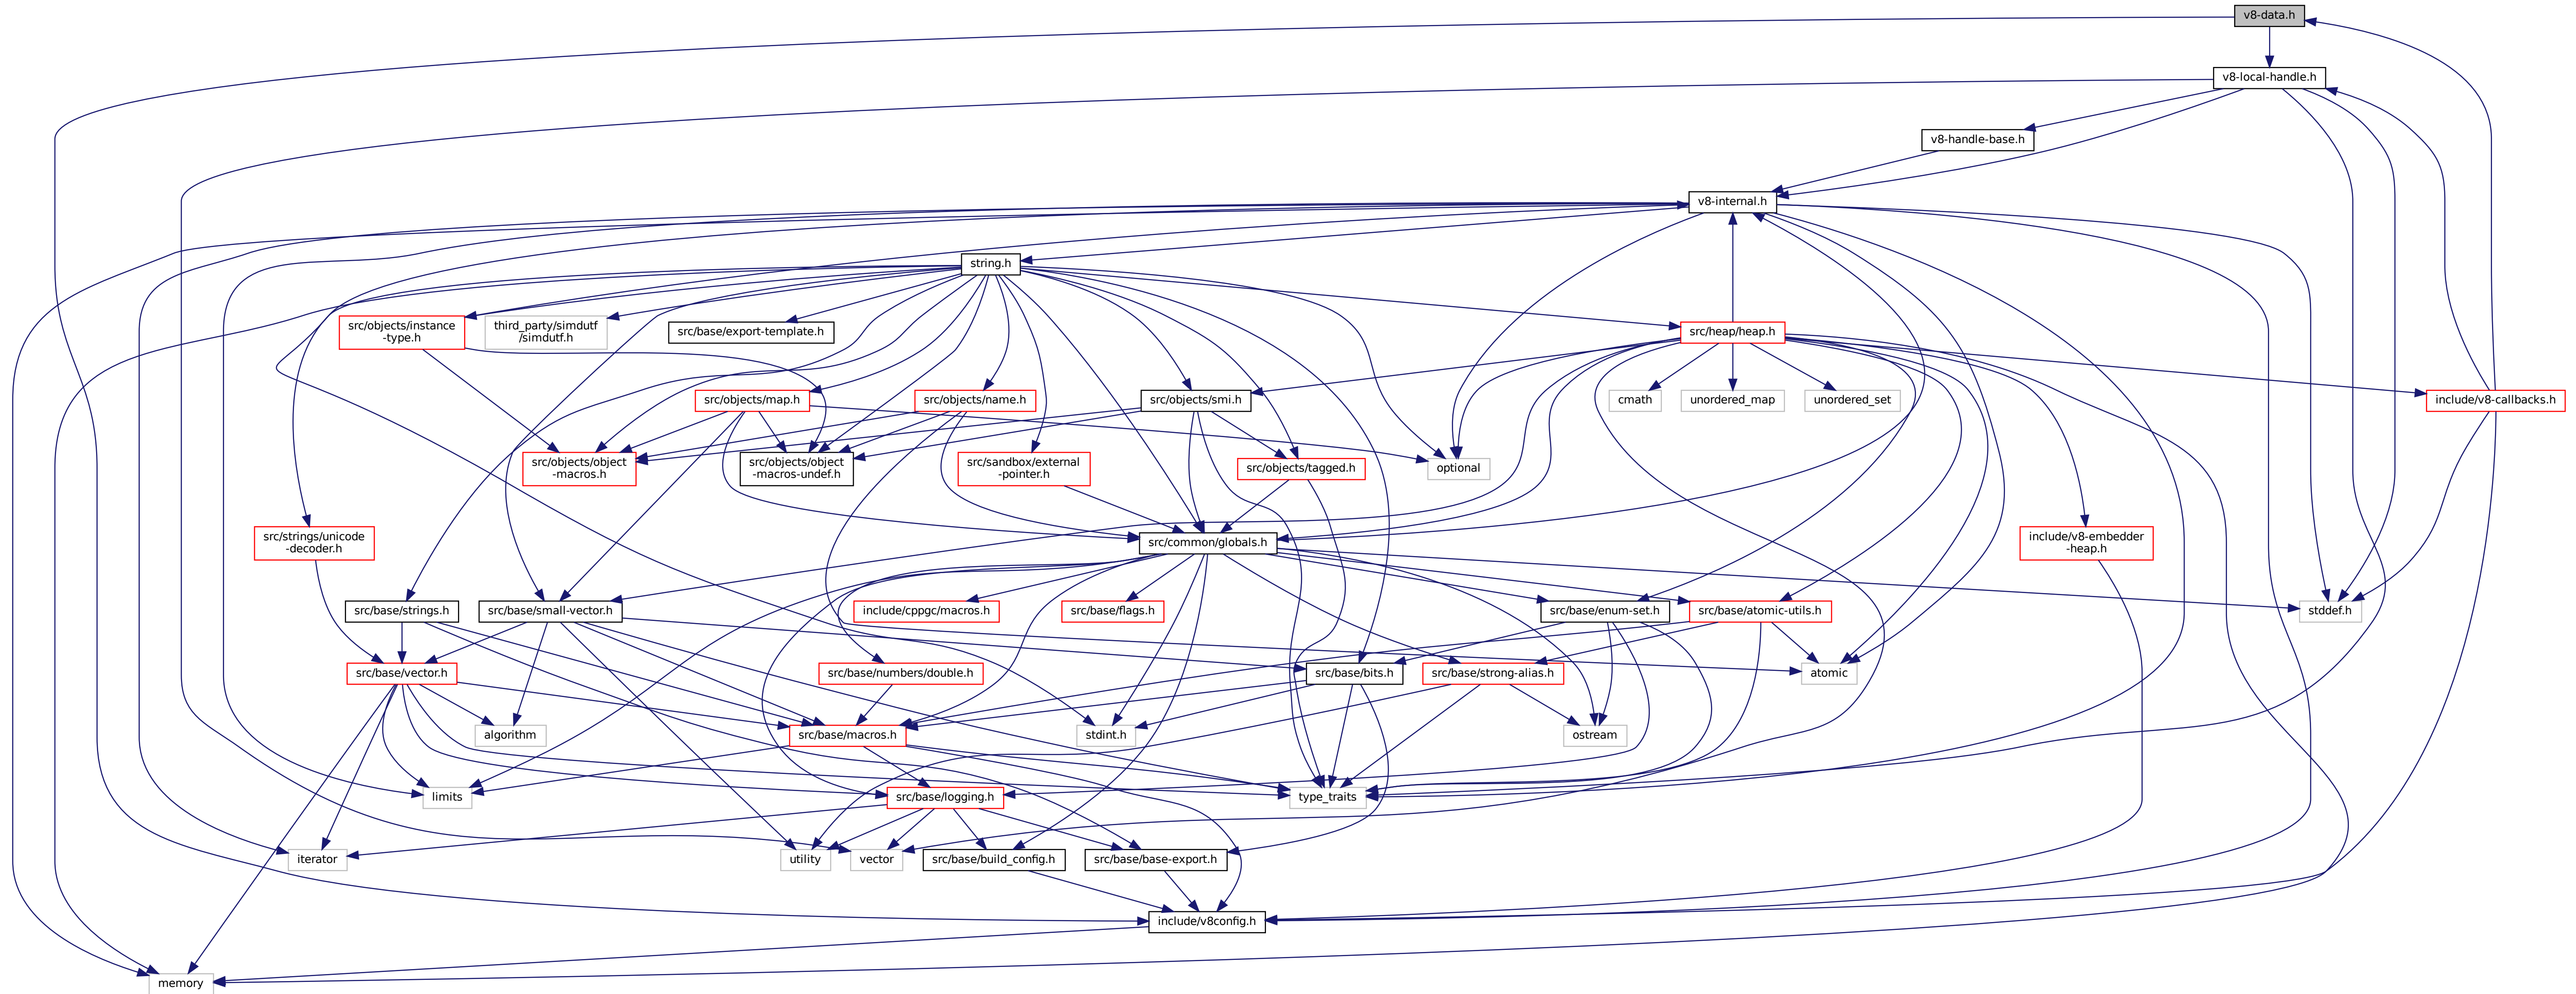 v8-data.h
v8-local-handle.h
v8-handle-base.h
v8-internal.h
string.h
src/objects/instance
-type.h
third_party/simdutf
/simdutf.h
src/base/export-template.h
src/heap/heap.h
src/objects/map.h
src/objects/name.h
src/objects/smi.h
cmath
unordered_map
unordered_set
include/v8-callbacks.h
src/objects/object
-macros.h
src/objects/object
-macros-undef.h
src/sandbox/external
-pointer.h
src/objects/tagged.h
optional
src/strings/unicode
-decoder.h
src/common/globals.h
include/v8-embedder
-heap.h
src/base/strings.h
src/base/small-vector.h
include/cppgc/macros.h
src/base/flags.h
src/base/enum-set.h
src/base/atomic-utils.h
stddef.h
src/base/vector.h
src/base/numbers/double.h
src/base/bits.h
src/base/strong-alias.h
atomic
algorithm
src/base/macros.h
stdint.h
ostream
limits
src/base/logging.h
type_traits
iterator
utility
vector
src/base/build_config.h
src/base/base-export.h
include/v8config.h
memory